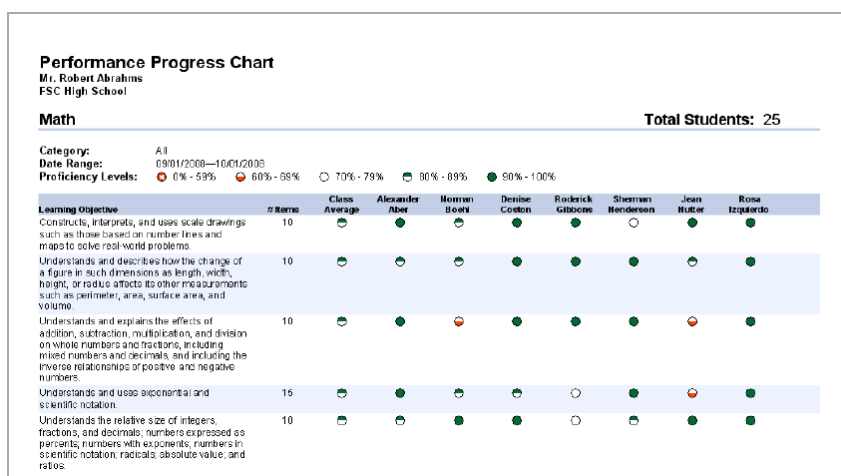 Performance Progress Chart
Mr. Robert Abrahms
FSC High School
Math Total Students: 25
Category: All
Date Range: 09/01/2008—10/01/2008
Proficiency Levels: 0% - 59% 60% - 69% 70% - 79% 80% - 89% 90% - 100%
Class Alexander Norman Denise Roderick Sherman Jean Rosa
Learning Objective # Items Average Aber Boehl Coston Gibbons Henderson Hutter Izquierdo
Constructs, interprets, and uses scale drawings 10
such as those based on number lines and
maps to solve real-world problems.
Understands and describes how the change of 10
a figure in such dimensions as length, width,
height, or radius affects its other measurements
such as perimeter, area, surface area, and
volume.
Understands and explains the effects of 10
addition, subtraction, multiplication, and division
on whole numbers and fractions, including
mixed numbers and decimals, and including the
inverse relationships of positive and negative
numbers.
Understands and uses exponential and 15
scientific notation.
Understands the relative size of integers, 10
fractions, and decimals; numbers expressed as
percents; numbers with exponents; numbers in
scientific notation; radicals; absolute value; and
ratios.